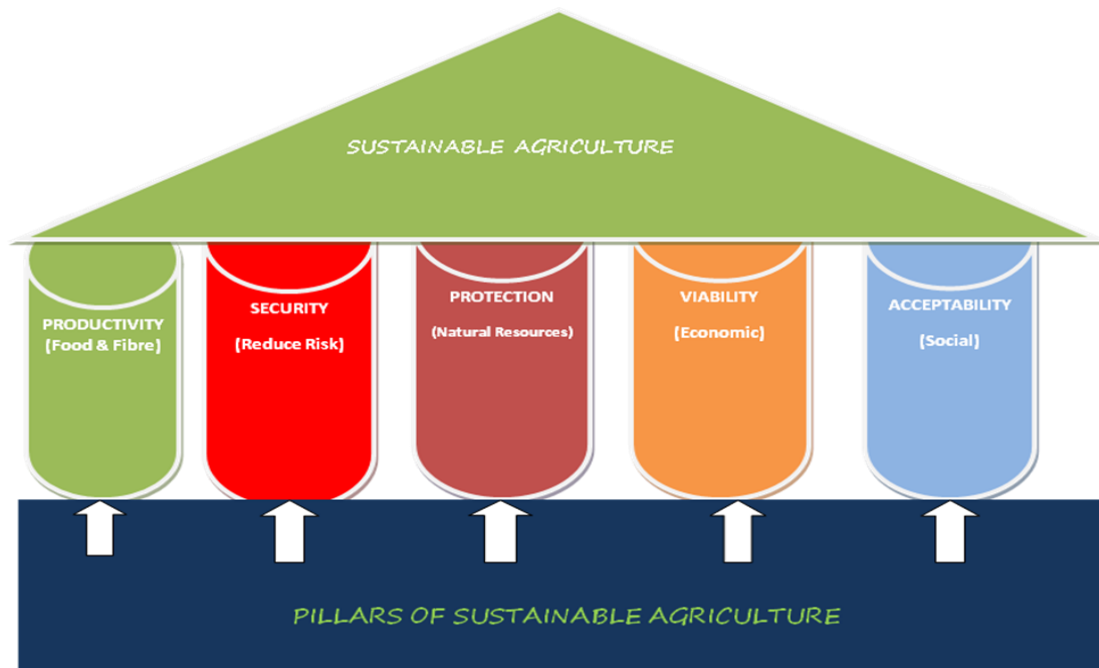 SUSTAINABLE AGRICULTURE
PRODUCTIVITY
(Food & Fibre)
SECURITY
(Reduce Risk)
PROTECTION
(Natural Resources)
VIABILITY
(Economic)
ACCEPTABILITY
(Social)
PILLARS OF SUSTAINABLE AGRICULTURE